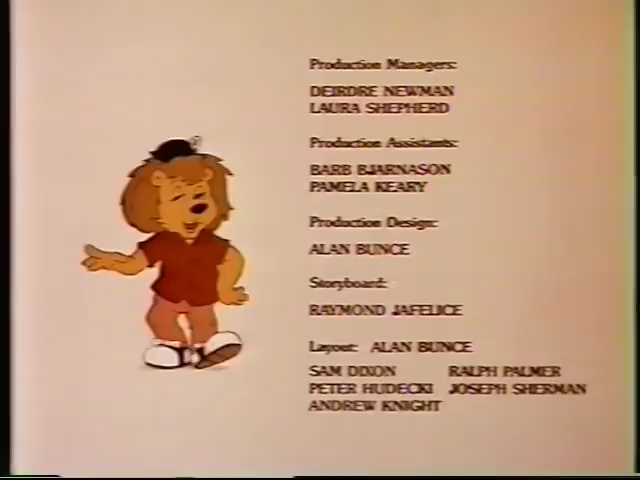 Production Managers:
DEIRDRE NEWMAN
LAURA SHEPHERD
Production Assistants:
BARB BJARNASON
PAMELA KEARY
Production Design:
ALAN BUNCE
Storyboard:
RAYMOND JAFELICE
Layout: ALAN BUNCE
SAM DIXON RALPH PALMER
PETER HUDECKI JOSEPH SHERMAN
ANDREW KNIGHT